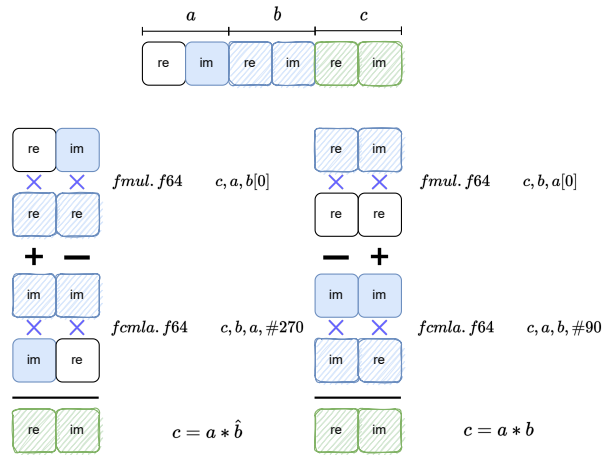 a b c
re im re im re im
re im re im
fmul.f64 c, a, b[0] fmul.f64 c, b, a[0]
re re re re
+ − − +
im im im im
fcmla.f64 c, b, a, #270 fcmla.f64 c, a, b, #90
im re im re
re im re im
c = a ∗ b̂ c = a ∗ b